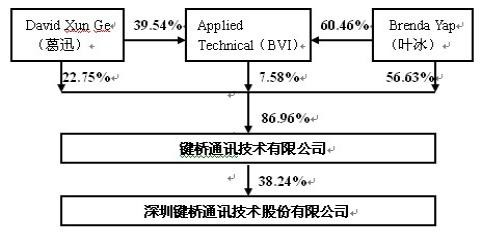 David Xun Ge
（葛迅）
39.54%
Applied
Technical（BVI）
60.46%
Brenda Yap
（叶冰）
22.75%
7.58%
56.63%
86.96%
键桥通讯技术有限公司
38.24%
深圳键桥通讯技术股份有限公司